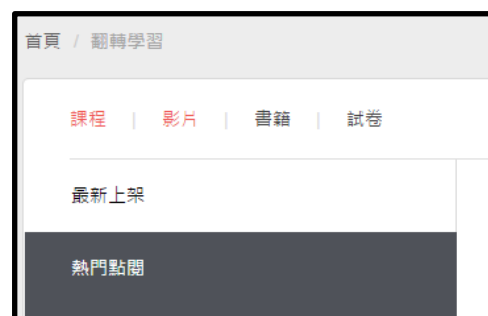 首頁 / 翻轉學習
課程 | 影片 | 書籍 | 試卷
最新上架
熱門點閱